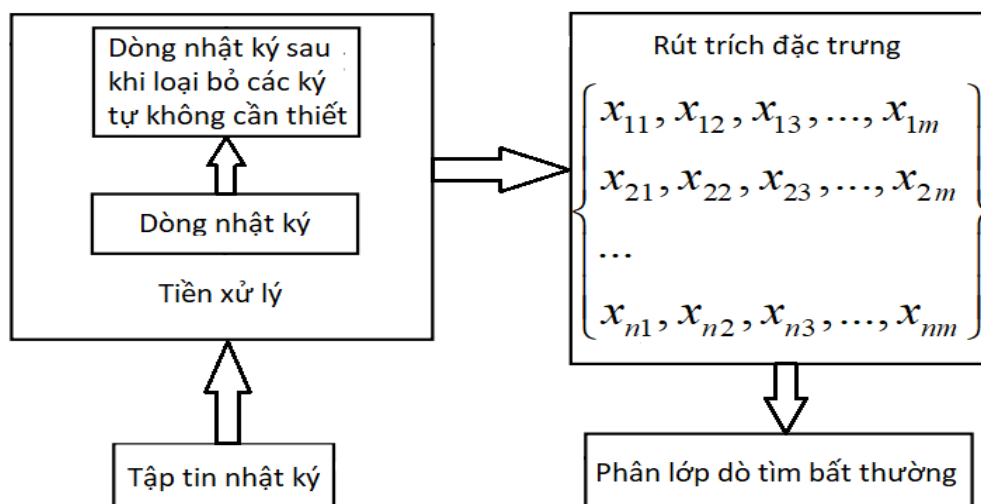 Dòng nhật ký sau
khi loại bỏ các ký
tự không cần thiết
Dòng nhật ký
Tiền xử lý
Tập tin nhật ký
Rút trích đặc trưng
x₁₁, x₁₂, x₁₃, ..., x₁ₘ
x₂₁, x₂₂, x₂₃, ..., x₂ₘ
...
xₙ₁, xₙ₂, xₙ₃, ..., xₙₘ
Phân lớp dò tìm bất thường